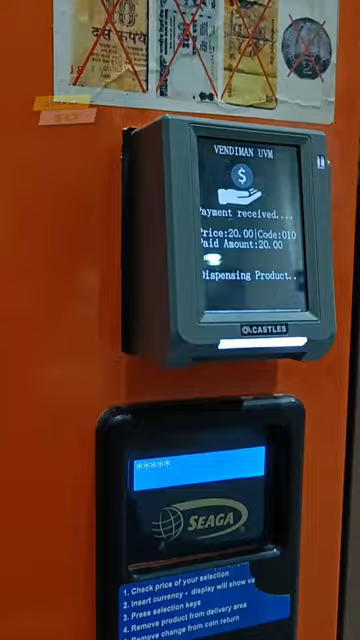 दस रुपये
VENDIMAN UVM
$
Payment received....
Price:20.00|Code:010
Paid Amount:20.00
Dispensing Product..
CASTLES
*****
SEAGA
1. Check price of your selection
2. Insert currency - display will show va
3. Press selection keys
4. Remove product from delivery area
5. Remove change from coin return